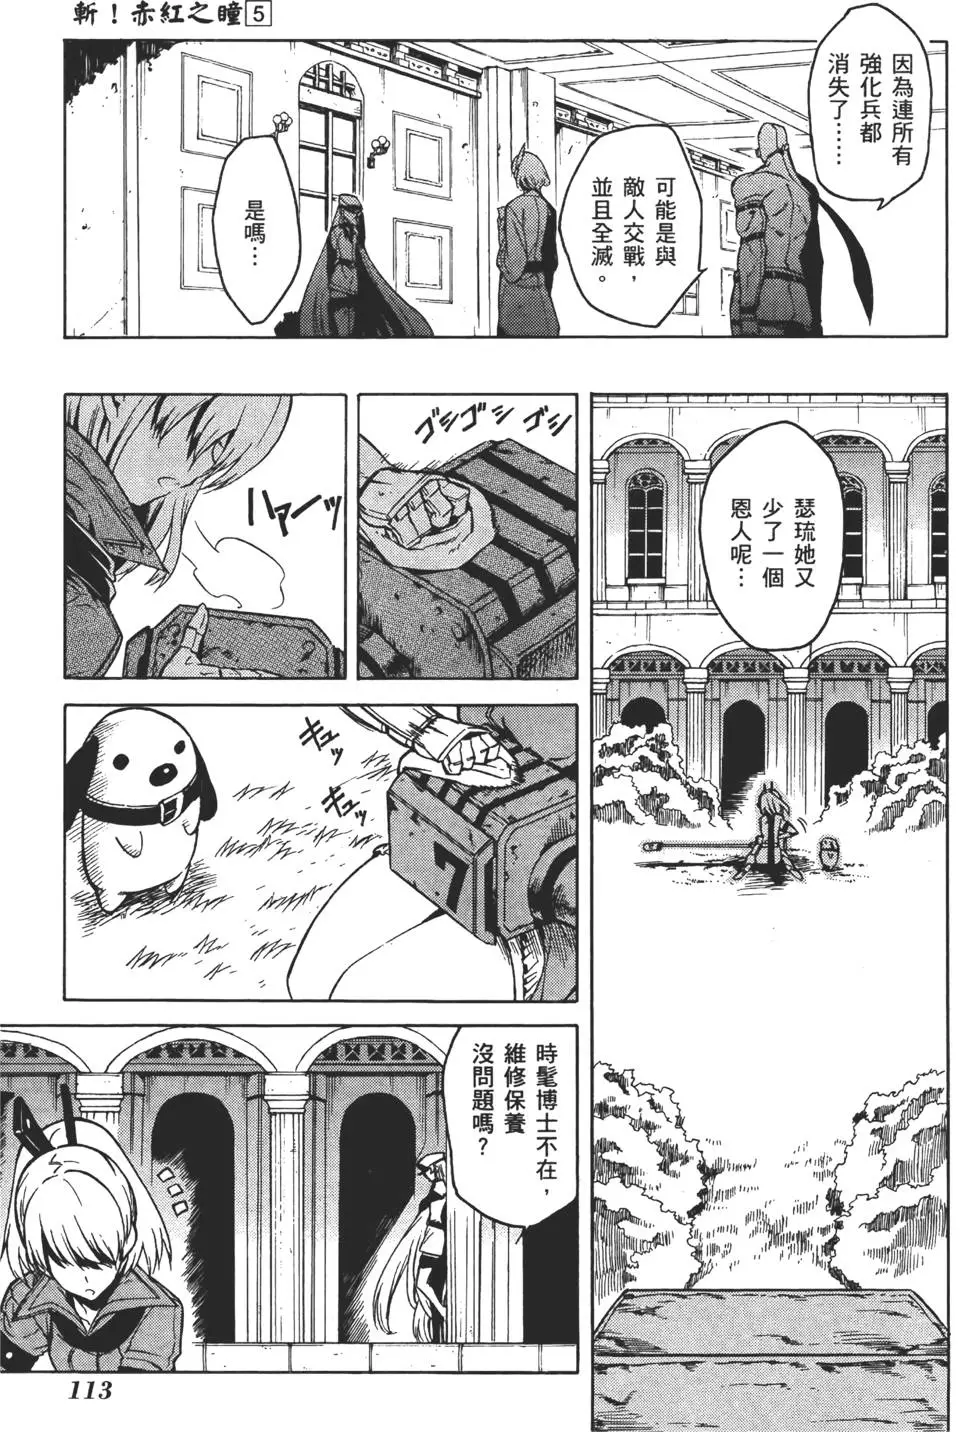 斬！赤紅之瞳5
因為連所有
強化兵都
消失了……
可能是與
敵人交戰，
並且全滅。
是嗎…
瑟琉她又
少了一個
恩人呢…
ゴシゴシ
ゴシ
ハァーッ
キュッ
キュッ
時髦博士不在，
維修保養
沒問題嗎？
7
113